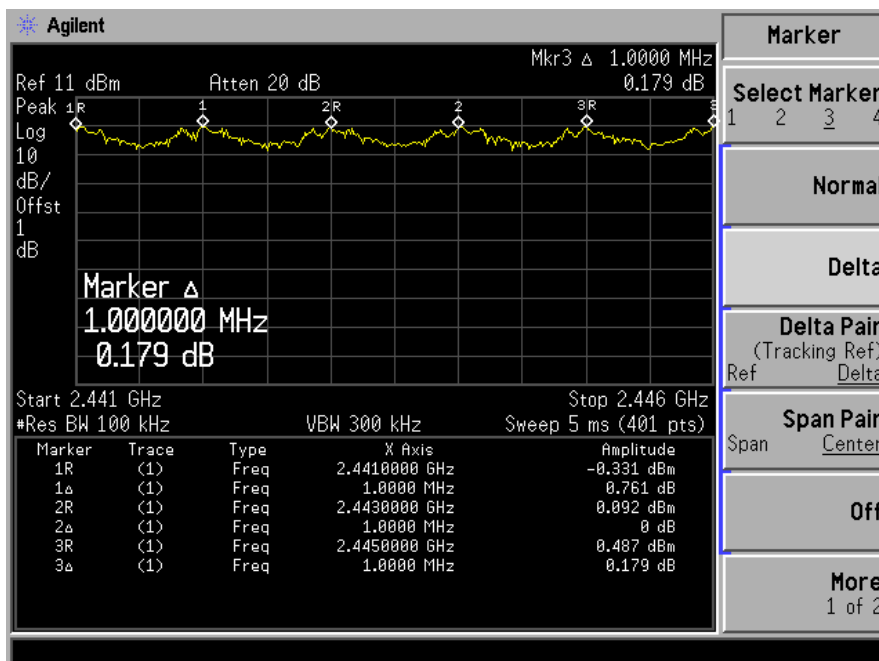 Agilent
Marker
Mkr3 Δ 1.0000 MHz
Ref 11 dBm Atten 20 dB 0.179 dB
Peak
Log
10
dB/
Offst
1
dB
1R 1 2R 2 3R
Marker Δ
1.000000 MHz
0.179 dB
Start 2.441 GHz Stop 2.446 GHz
#Res BW 100 kHz VBW 300 kHz Sweep 5 ms (401 pts)
Marker Trace Type X Axis Amplitude
1R (1) Freq 2.4410000 GHz -0.331 dBm
1Δ (1) Freq 1.0000 MHz 0.761 dB
2R (1) Freq 2.4430000 GHz 0.092 dBm
2Δ (1) Freq 1.0000 MHz 0 dB
3R (1) Freq 2.4450000 GHz 0.487 dBm
3Δ (1) Freq 1.0000 MHz 0.179 dB
Select Marker
1 2 3 4
Normal
Delta
Delta Pair
(Tracking Ref)
Ref Delta
Span Pair
Span Center
Off
More
1 of 2